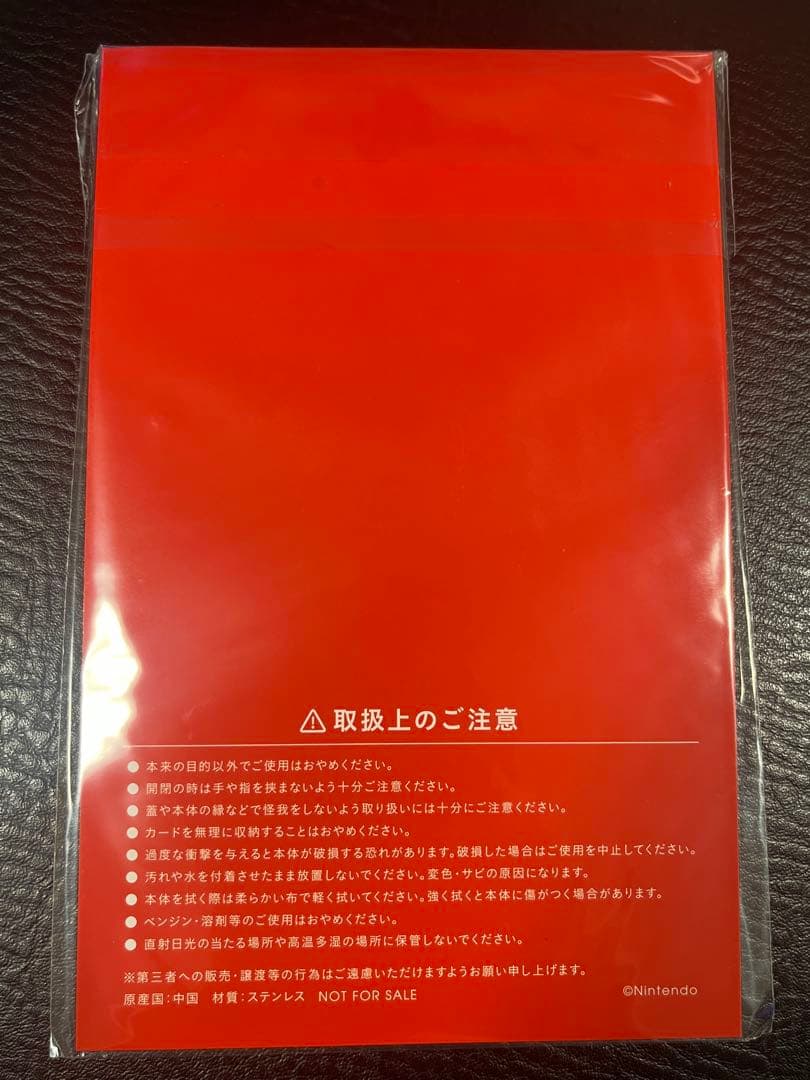 ⚠ 取扱上のご注意
● 本来の目的以外でご使用はおやめください。
● 開閉の時は手や指を挟まないよう十分ご注意ください。
● 蓋や本体の縁などで怪我をしないよう取り扱いには十分にご注意ください。
● カードを無理に収納することはおやめください。
● 過度な衝撃を与えると本体が破損する恐れがあります。破損した場合はご使用を中止してください。
● 汚れや水を付着させたまま放置しないでください。変色・サビの原因になります。
● 本体を拭く際は柔らかい布で軽く拭いてください。強く拭くと本体に傷がつく場合があります。
● ベンジン・溶剤等のご使用はおやめください。
● 直射日光の当たる場所や高温多湿の場所に保管しないでください。
※第三者への販売・譲渡等の行為はご遠慮いただけますようお願い申し上げます。
原産国：中国 材質：ステンレス NOT FOR SALE
©Nintendo